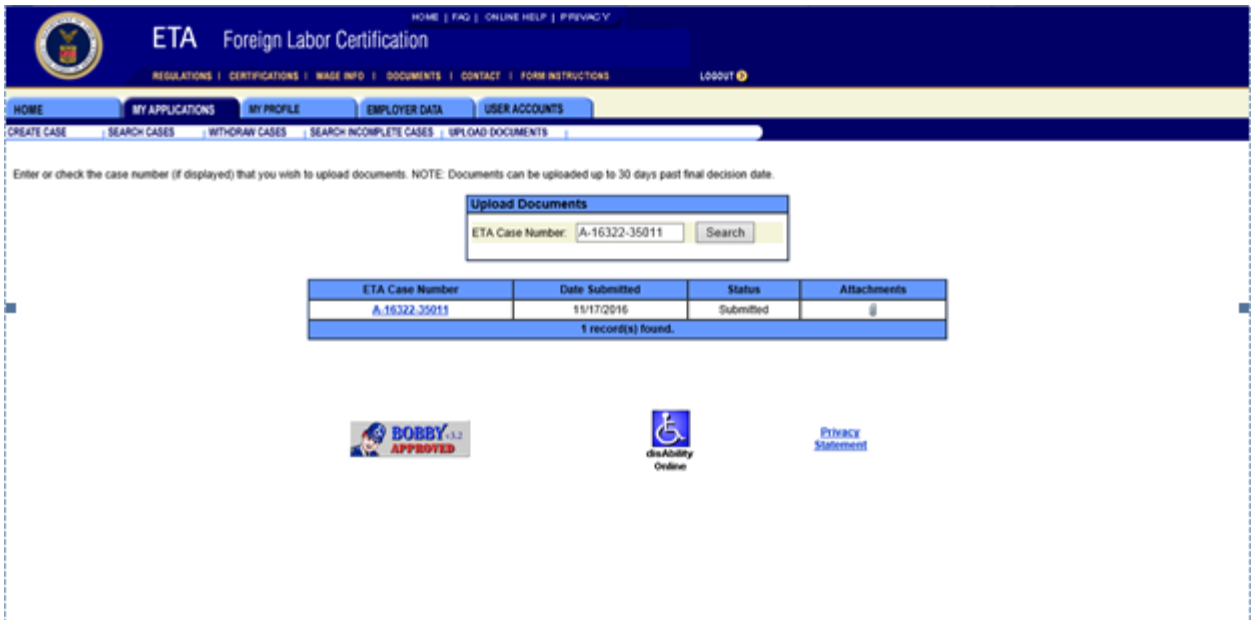 HOME | FAQ | ONLINE HELP | PRIVACY
ETA Foreign Labor Certification
REGULATIONS | CERTIFICATIONS | WAGE INFO | DOCUMENTS | CONTACT | FORM INSTRUCTIONS LOGOUT
HOME MY APPLICATIONS MY PROFILE EMPLOYER DATA USER ACCOUNTS
CREATE CASE | SEARCH CASES | WITHDRAW CASES | SEARCH INCOMPLETE CASES | UPLOAD DOCUMENTS |
Enter or check the case number (if displayed) that you wish to upload documents. NOTE: Documents can be uploaded up to 30 days past final decision date.
Upload Documents
ETA Case Number: A-16322-35011 Search
ETA Case Number Date Submitted Status Attachments
A-16322-35011 11/17/2016 Submitted
1 record(s) found.
BOBBY v3.2
APPROVED
disAbility
Online
Privacy
Statement